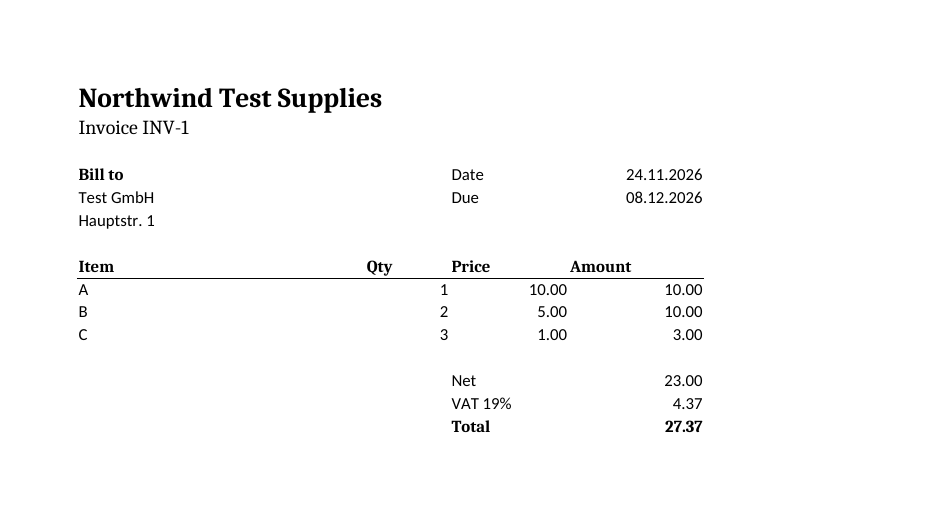 Northwind Test Supplies
Invoice INV-1
Bill to Date 24.11.2026
Test GmbH Due 08.12.2026
Hauptstr. 1
Item Qty Price Amount
A 1 10.00 10.00
B 2 5.00 10.00
C 3 1.00 3.00
Net 23.00
VAT 19% 4.37
Total 27.37